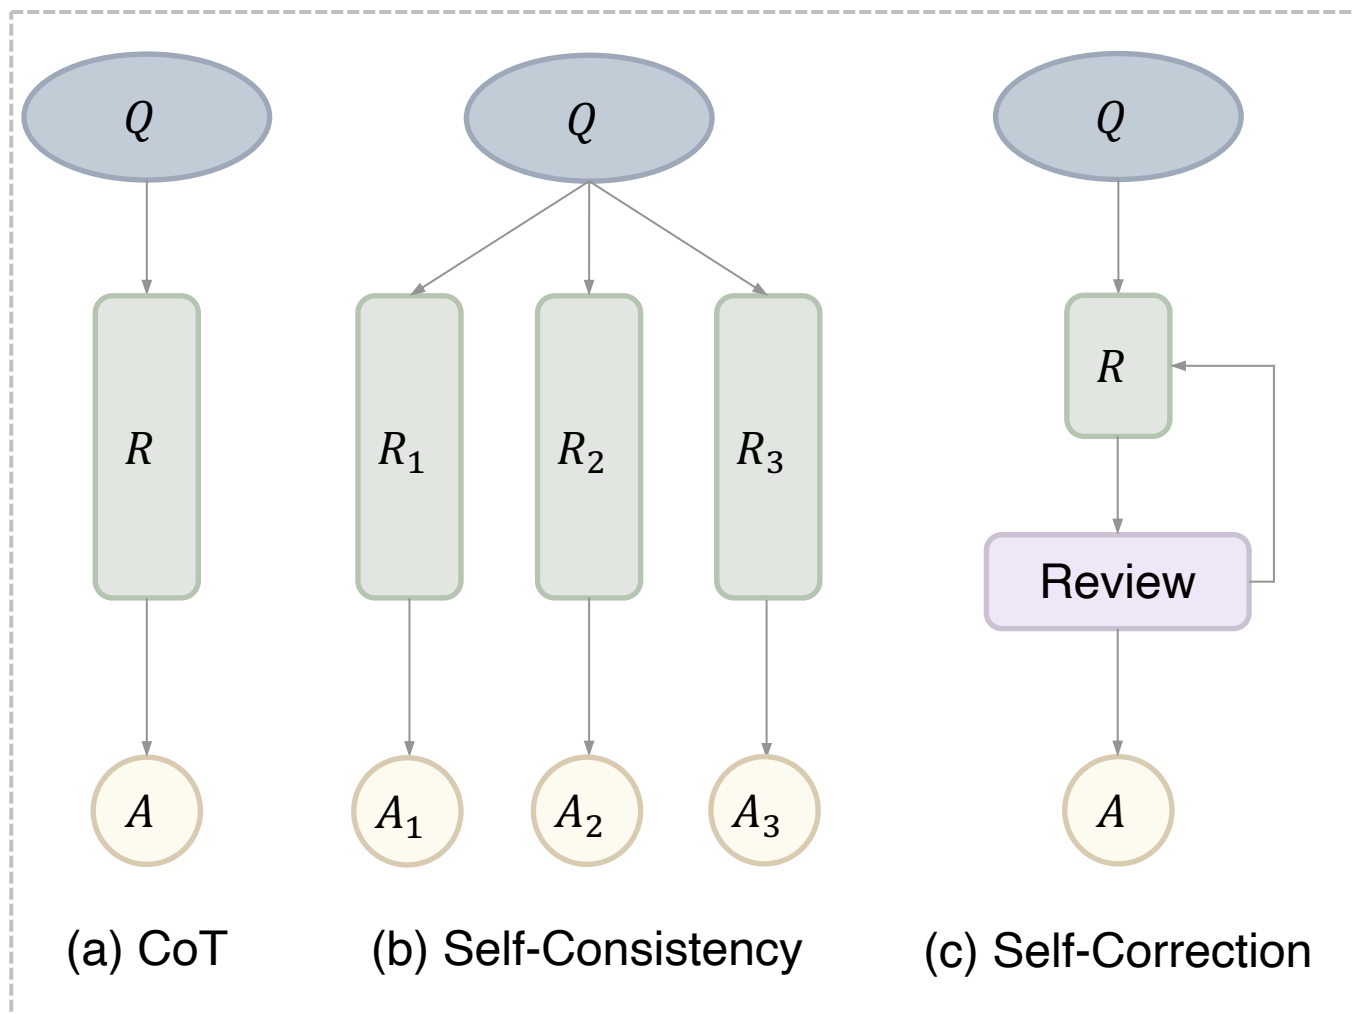 Q
Q
Q
R
R₁
R₂
R₃
R
Review
A
A₁
A₂
A₃
A
(a) CoT
(b) Self-Consistency
(c) Self-Correction